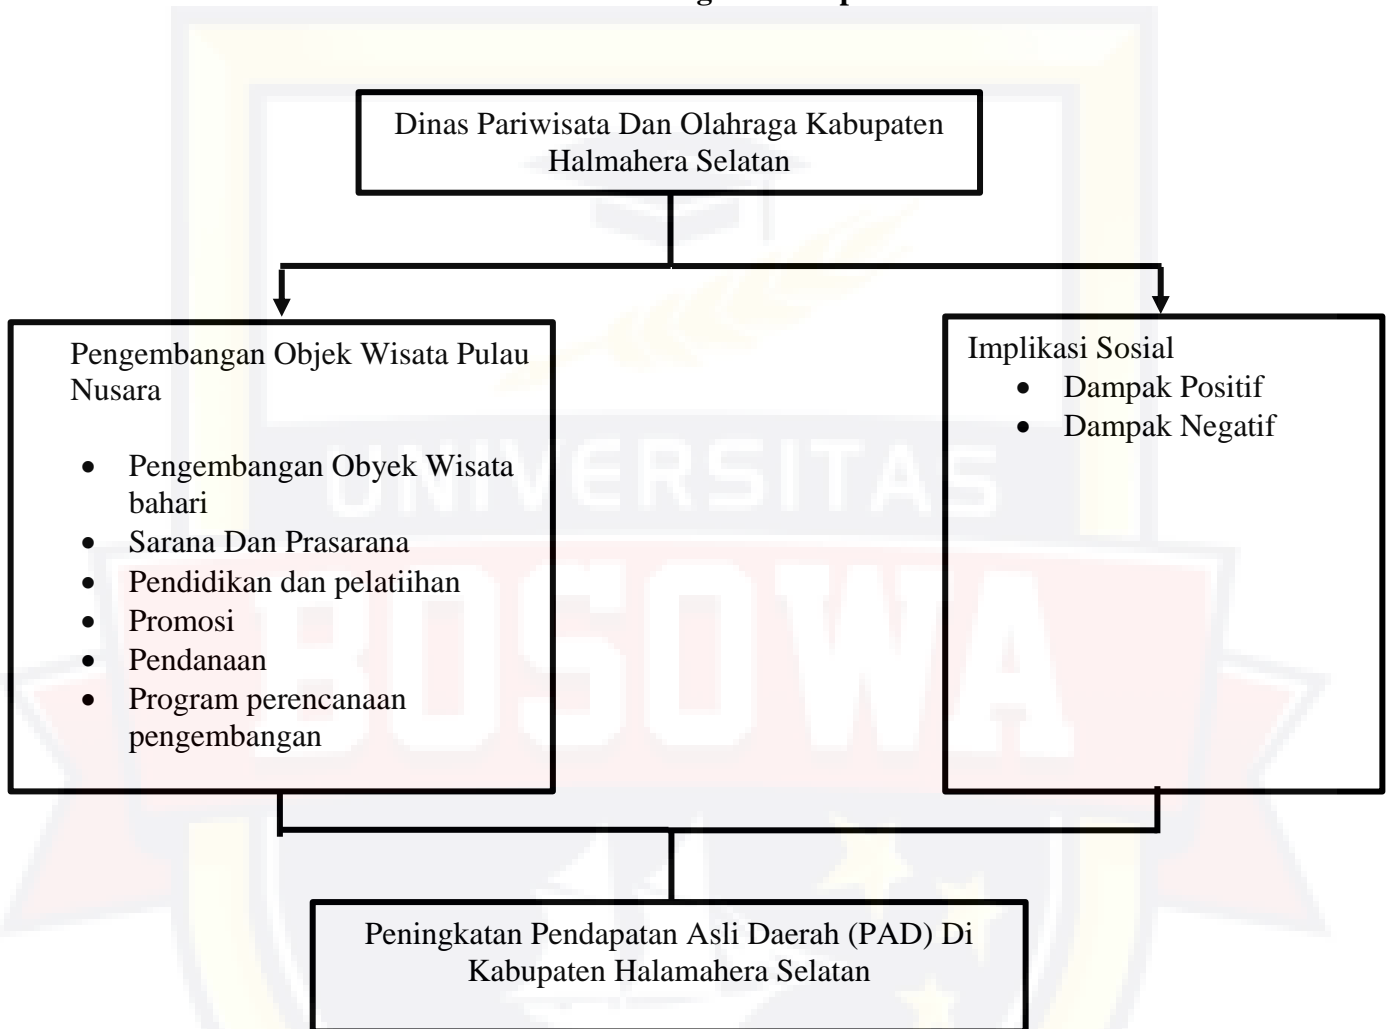 Dinas Pariwisata Dan Olahraga Kabupaten
Halmahera Selatan
Pengembangan Objek Wisata Pulau
Nusara
• Pengembangan Obyek Wisata
bahari
• Sarana Dan Prasarana
• Pendidikan dan pelatiihan
• Promosi
• Pendanaan
• Program perencanaan
pengembangan
Implikasi Sosial
• Dampak Positif
• Dampak Negatif
UNIVERSITAS
BOSOWA
Peningkatan Pendapatan Asli Daerah (PAD) Di
Kabupaten Halamahera Selatan